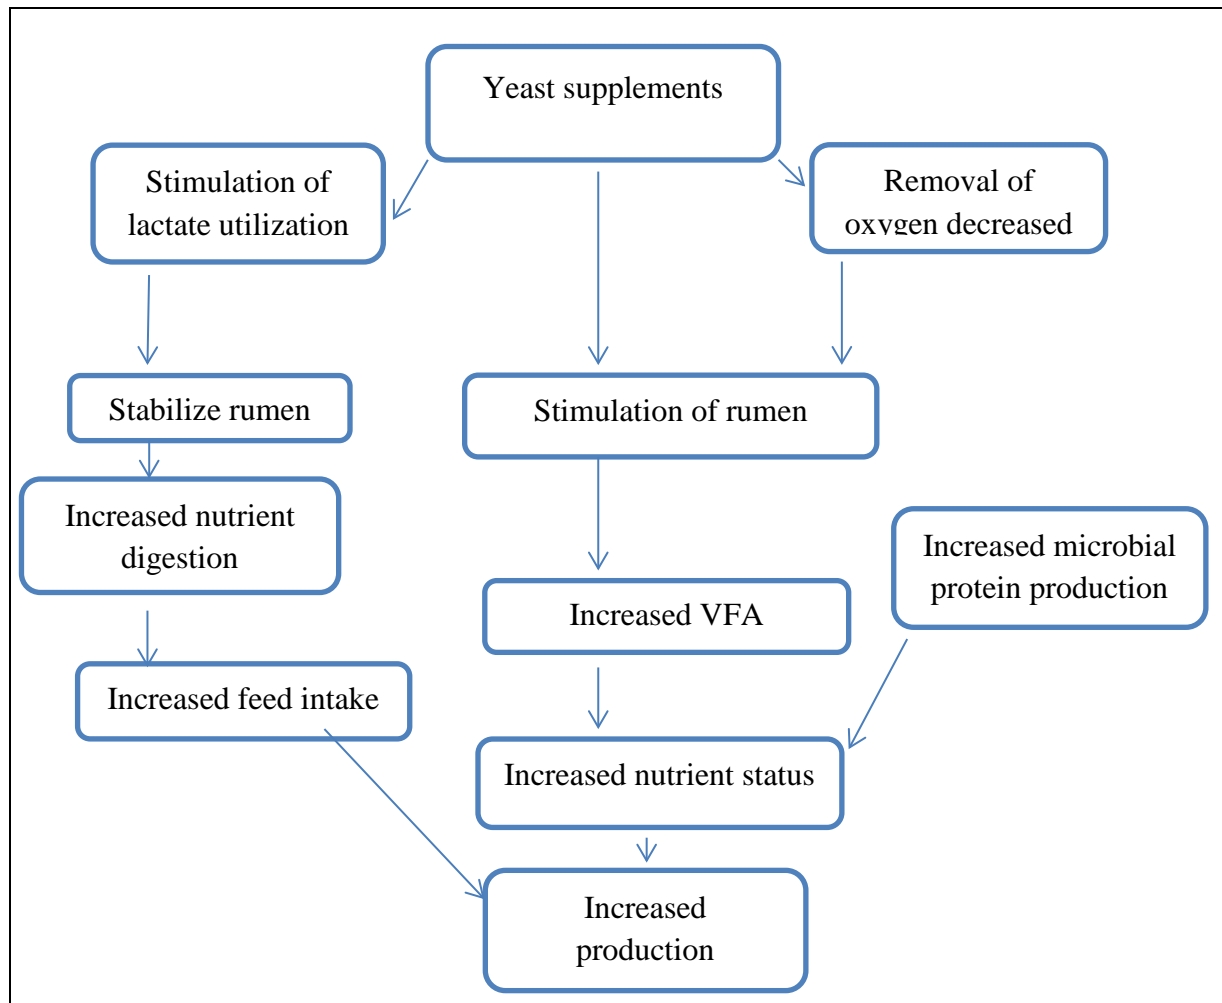 Yeast supplements
Stimulation of
lactate utilization
Removal of
oxygen decreased
Stabilize rumen
Stimulation of rumen
Increased nutrient
digestion
Increased microbial
protein production
Increased VFA
Increased feed intake
Increased nutrient status
Increased
production